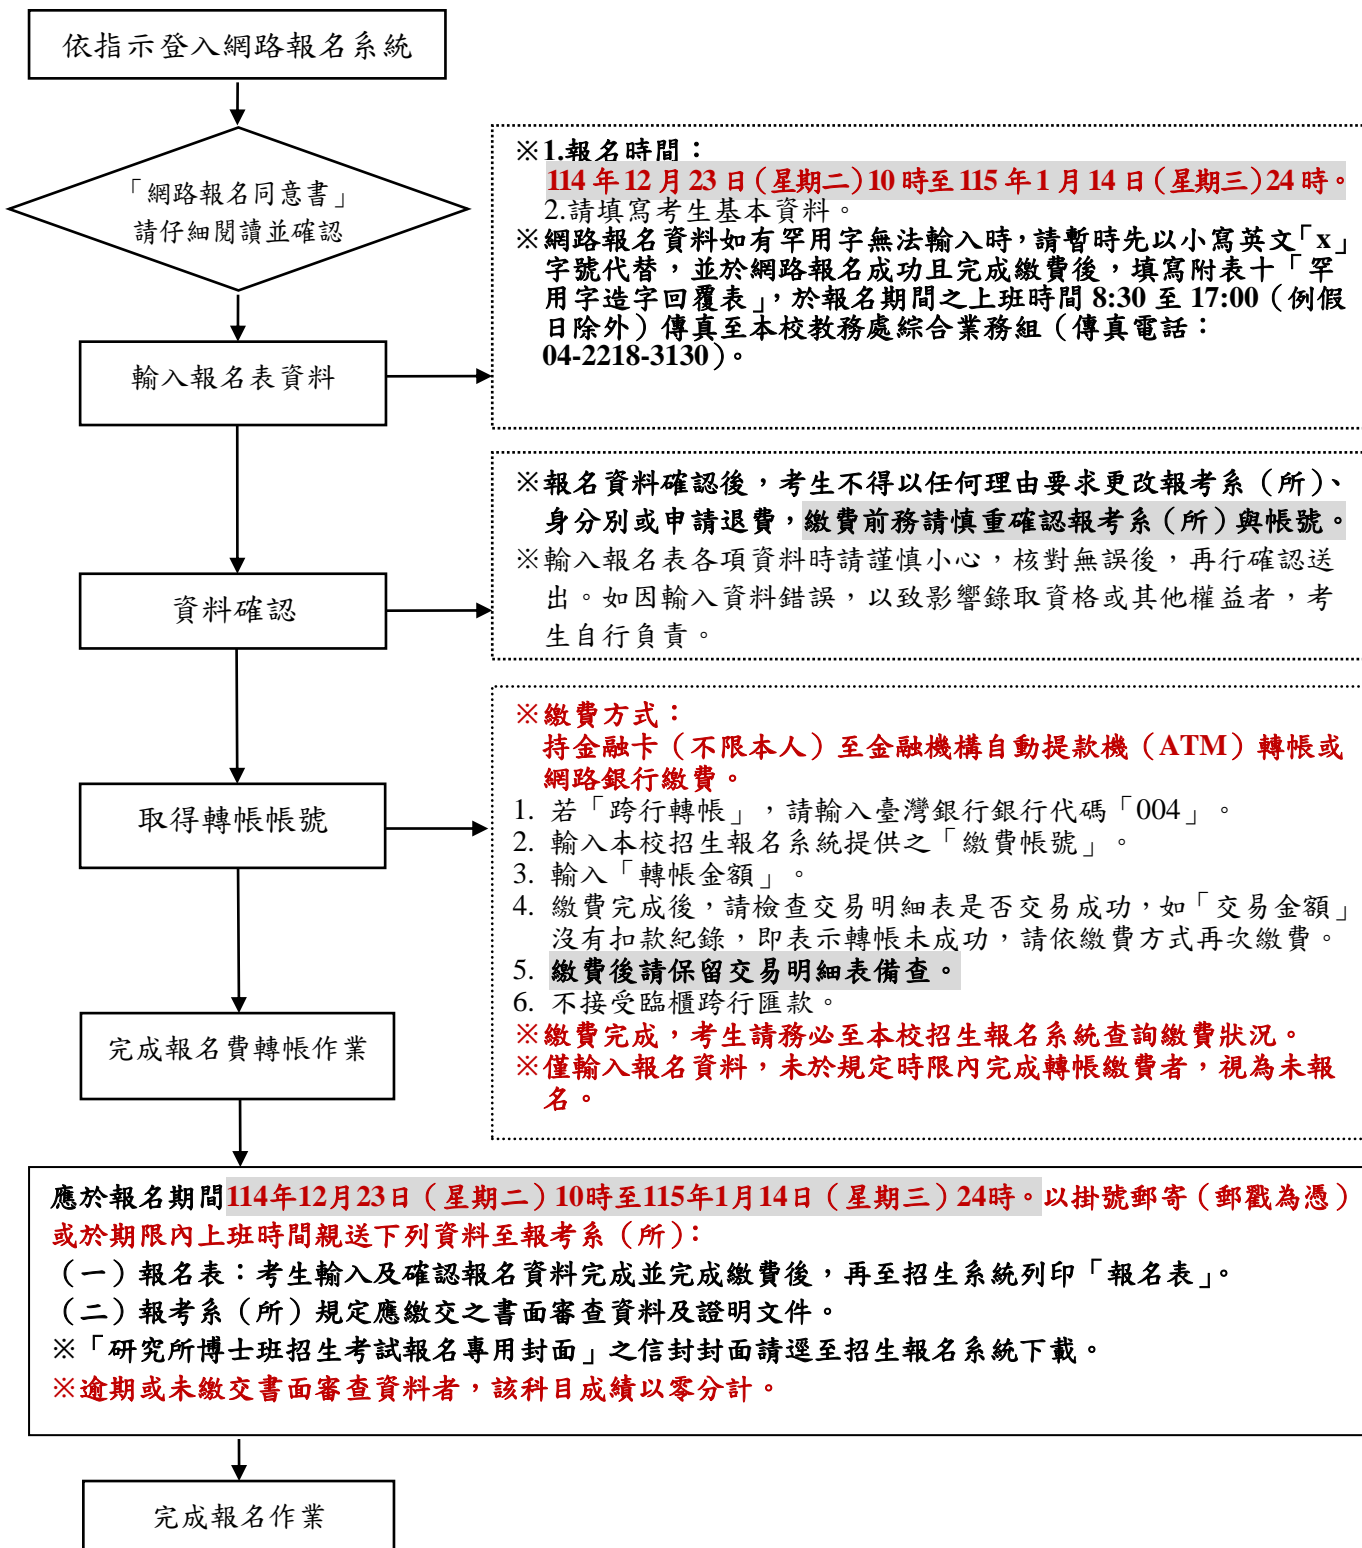 依指示登入網路報名系統
「網路報名同意書」
請仔細閱讀並確認
※1.報名時間：
114 年 12 月 23 日（星期二）10 時至 115 年 1 月 14 日（星期三）24 時。
2.請填寫考生基本資料。
※網路報名資料如有罕用字無法輸入時，請暫時先以小寫英文「x」
字號代替，並於網路報名成功且完成繳費後，填寫附表十「罕
用字造字回覆表」，於報名期間之上班時間 8:30 至 17:00（例假
日除外）傳真至本校教務處綜合業務組（傳真電話：
04-2218-3130）。
輸入報名表資料
※報名資料確認後，考生不得以任何理由要求更改報考系（所）、
身分別或申請退費，繳費前務請慎重確認報考系（所）與帳號。
※輸入報名表各項資料時請謹慎小心，核對無誤後，再行確認送
出。如因輸入資料錯誤，以致影響錄取資格或其他權益者，考
生自行負責。
資料確認
※繳費方式：
持金融卡（不限本人）至金融機構自動提款機（ATM）轉帳或
網路銀行繳費。
1. 若「跨行轉帳」，請輸入臺灣銀行銀行代碼「004」。
2. 輸入本校招生報名系統提供之「繳費帳號」。
3. 輸入「轉帳金額」。
4. 繳費完成後，請檢查交易明細表是否交易成功，如「交易金額」
沒有扣款紀錄，即表示轉帳未成功，請依繳費方式再次繳費。
5. 繳費後請保留交易明細表備查。
6. 不接受臨櫃跨行匯款。
※繳費完成，考生請務必至本校招生報名系統查詢繳費狀況。
※僅輸入報名資料，未於規定時限內完成轉帳繳費者，視為未報
名。
取得轉帳帳號
完成報名費轉帳作業
應於報名期間114年12月23日（星期二）10時至115年1月14日（星期三）24時。以掛號郵寄（郵戳為憑）
或於期限內上班時間親送下列資料至報考系（所）：
（一）報名表：考生輸入及確認報名資料完成並完成繳費後，再至招生系統列印「報名表」。
（二）報考系（所）規定應繳交之書面審查資料及證明文件。
※「研究所博士班招生考試報名專用封面」之信封封面請逕至招生報名系統下載。
※逾期或未繳交書面審查資料者，該科目成績以零分計。
完成報名作業